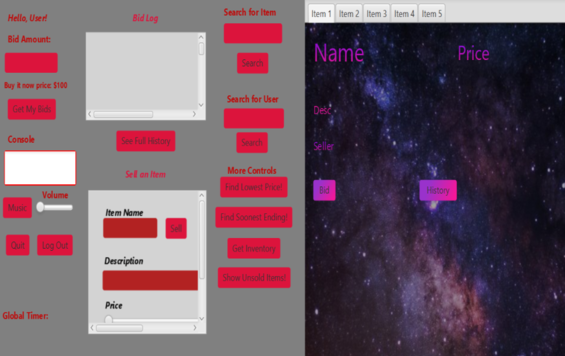 Hello, User!
Bid Amount:
Buy it now price: $100
Get My Bids
Console
Volume
Music
Quit
Log Out
Global Timer:
Bid Log
See Full History
Sell an Item
Item Name
Sell
Description
Price
Search for Item
Search
Search for User
Search
More Controls
Find Lowest Price!
Find Soonest Ending!
Get Inventory
Show Unsold Items!
Item 1 Item 2 Item 3 Item 4 Item 5
Name Price
Desc
Seller
Bid History